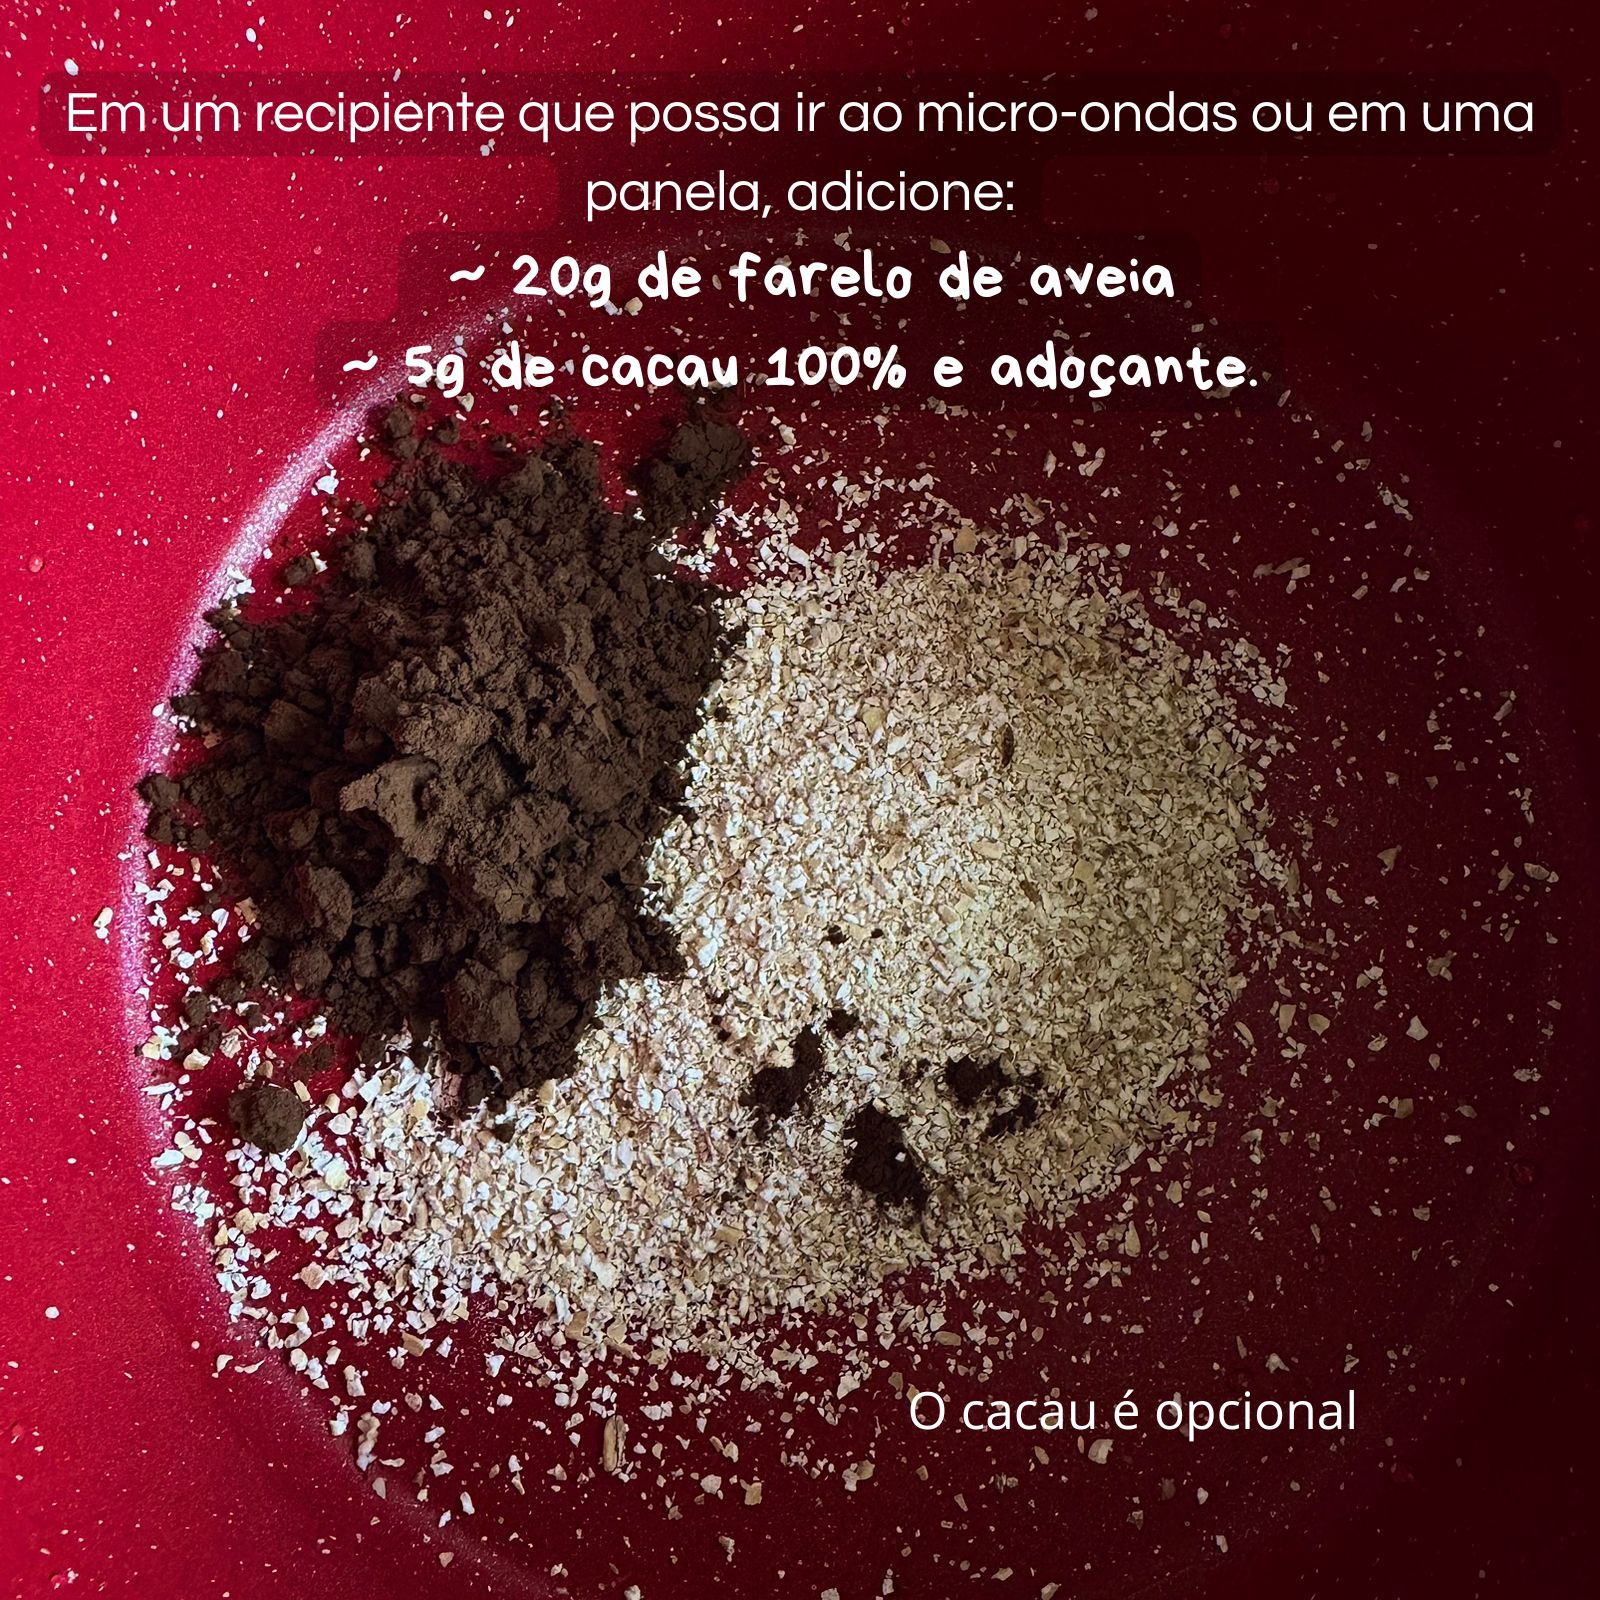 Em um recipiente que possa ir ao micro-ondas ou em uma
panela, adicione:
~ 20g de farelo de aveia
~ 5g de cacau 100% e adoçante.
O cacau é opcional